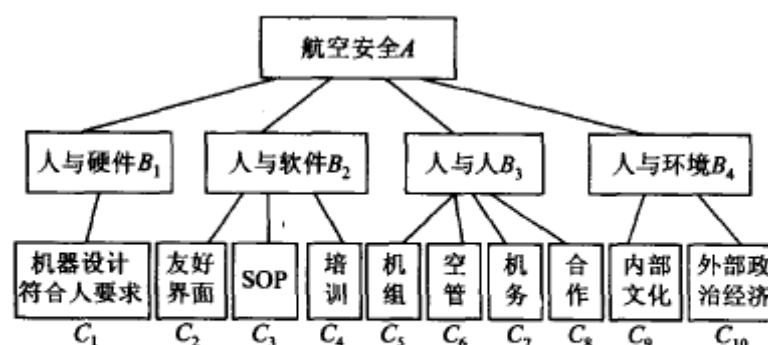 航空安全A
人与硬件B1 人与软件B2 人与人B3 人与环境B4
机器设计 友好 SOP 培 机 空 机 合 内部 外部政
符合人要求 界面 训 组 管 务 作 文化 治经济
C1 C2 C3 C4 C5 C6 C7 C8 C9 C10